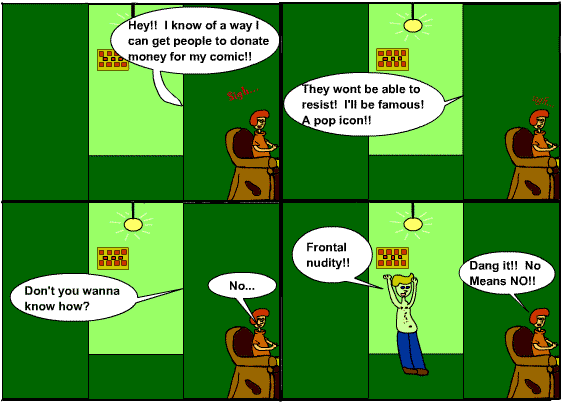 Hey!!  I know of a way I
can get people to donate
money for my comic!!
They wont be able to
resist!  I'll be famous!
A pop icon!!
Don't you wanna
know how?
No...
Frontal
nudity!!
Dang it!!  No
Means NO!!